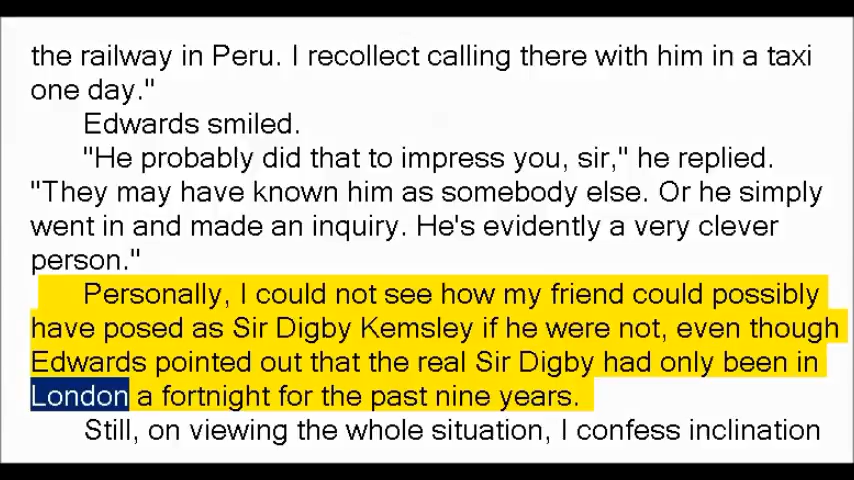 the railway in Peru. I recollect calling there with him in a taxi
one day."
Edwards smiled.
"He probably did that to impress you, sir," he replied.
"They may have known him as somebody else. Or he simply
went in and made an inquiry. He's evidently a very clever
person."
Personally, I could not see how my friend could possibly
have posed as Sir Digby Kemsley if he were not, even though
Edwards pointed out that the real Sir Digby had only been in
London a fortnight for the past nine years.
Still, on viewing the whole situation, I confess inclination